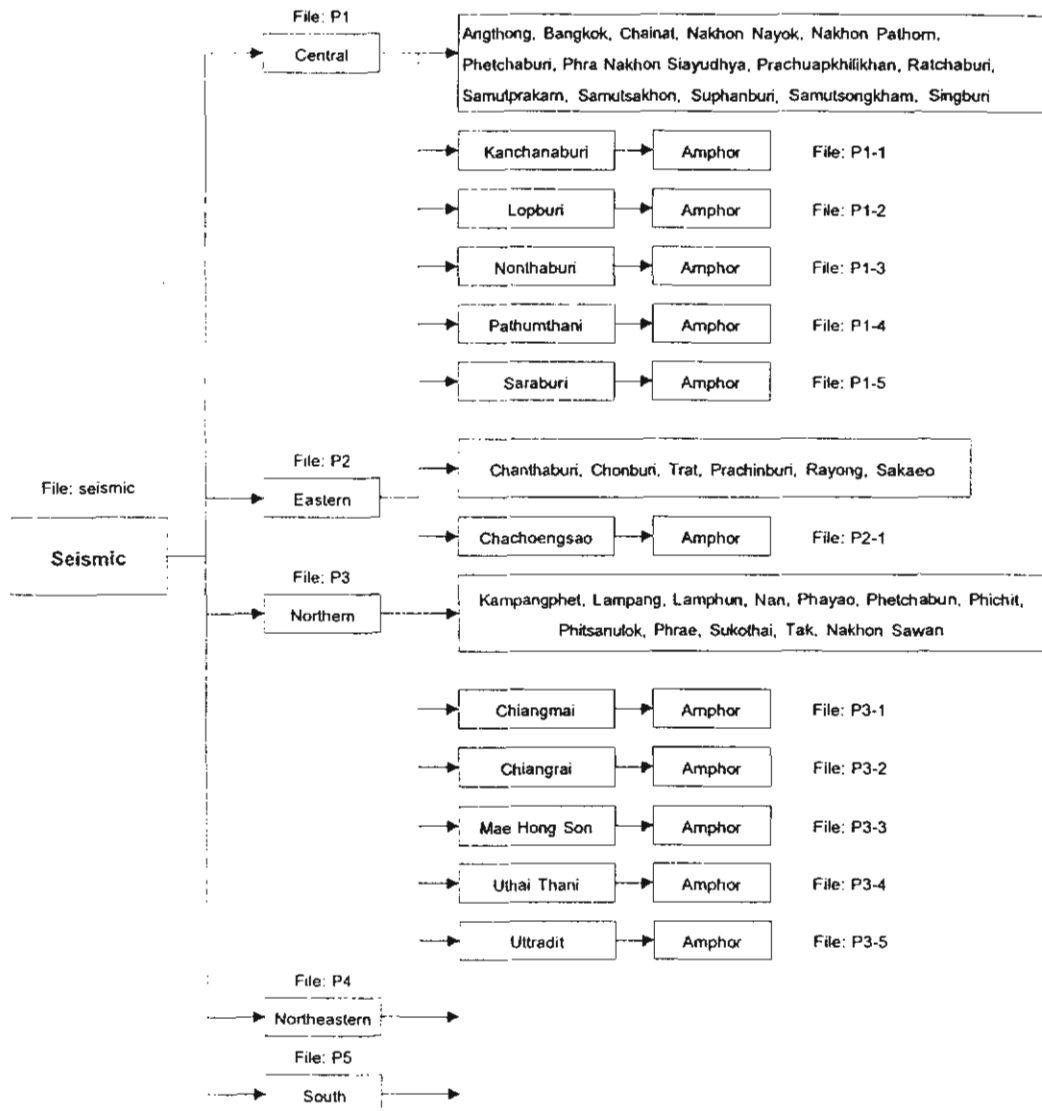 File: P1
Central
Angthong, Bangkok, Chainat, Nakhon Nayok, Nakhon Pathom,
Phetchaburi, Phra Nakhon Siayudhya, Prachuapkhilikhan, Ratchaburi,
Samutprakarn, Samutsakhon, Suphanburi, Samutsongkham, Singburi
Kanchanaburi Amphor File: P1-1
Lopburi Amphor File: P1-2
Nonthaburi Amphor File: P1-3
Pathumthani Amphor File: P1-4
Saraburi Amphor File: P1-5
File: P2
Eastern
Chanthaburi, Chonburi, Trat, Prachinburi, Rayong, Sakaeo
File: seismic
Seismic
Chachoengsao Amphor File: P2-1
File: P3
Northern
Kampangphet, Lampang, Lamphun, Nan, Phayao, Phetchabun, Phichit,
Phitsanulok, Phrae, Sukothai, Tak, Nakhon Sawan
Chiangmai Amphor File: P3-1
Chiangrai Amphor File: P3-2
Mae Hong Son Amphor File: P3-3
Uthai Thani Amphor File: P3-4
Uttradit Amphor File: P3-5
File: P4
Northeastern
File: P5
South